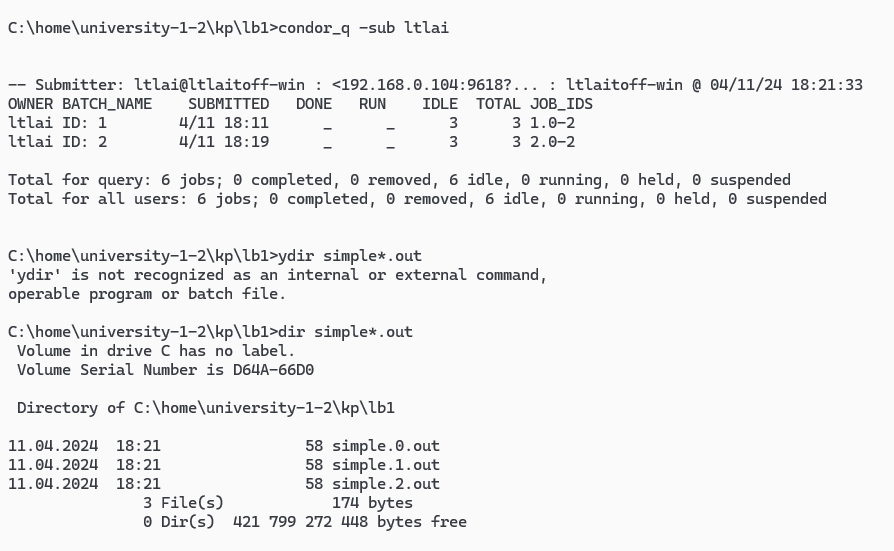 C:\home\university-1-2\kp\lb1>condor_q -sub ltlai
-- Submitter: ltlai@ltlaitoff-win : <192.168.0.104:9618?... : ltlaitoff-win @ 04/11/24 18:21:33
OWNER BATCH_NAME    SUBMITTED   DONE   RUN    IDLE  TOTAL JOB_IDS
ltlai ID: 1        4/11 18:11      _      _      3      3 1.0-2
ltlai ID: 2        4/11 18:19      _      _      3      3 2.0-2
Total for query: 6 jobs; 0 completed, 0 removed, 6 idle, 0 running, 0 held, 0 suspended
Total for all users: 6 jobs; 0 completed, 0 removed, 6 idle, 0 running, 0 held, 0 suspended
C:\home\university-1-2\kp\lb1>ydir simple*.out
'ydir' is not recognized as an internal or external command,
operable program or batch file.
C:\home\university-1-2\kp\lb1>dir simple*.out
 Volume in drive C has no label.
 Volume Serial Number is D64A-66D0
 Directory of C:\home\university-1-2\kp\lb1
11.04.2024  18:21                58 simple.0.out
11.04.2024  18:21                58 simple.1.out
11.04.2024  18:21                58 simple.2.out
               3 File(s)            174 bytes
               0 Dir(s)  421 799 272 448 bytes free